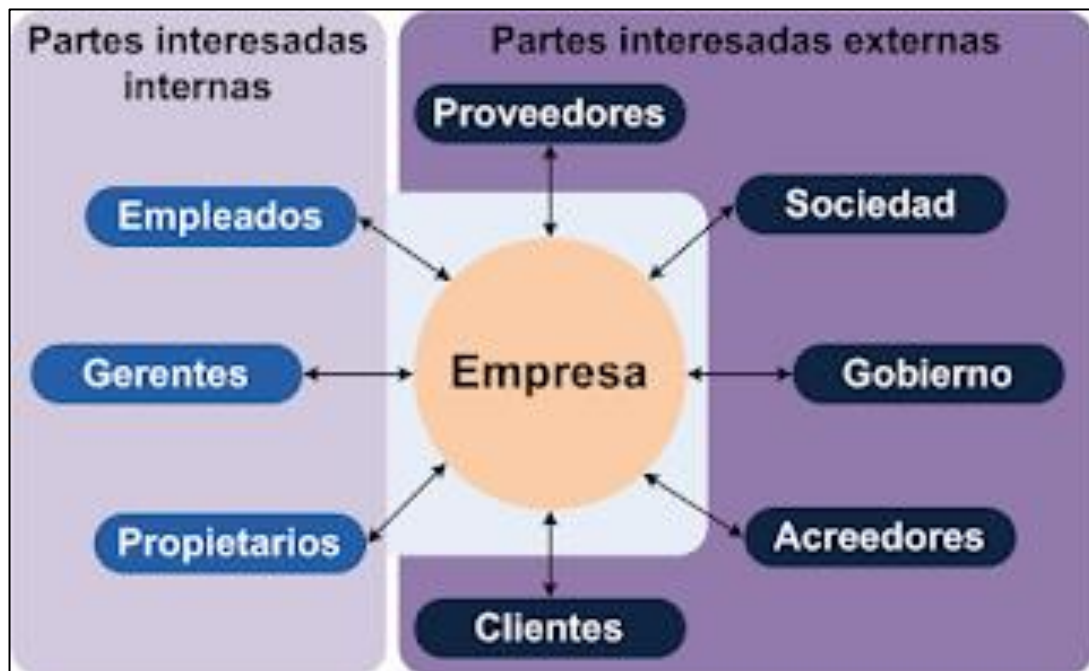 Partes interesadas
internas
Partes interesadas externas
Proveedores
Empleados
Sociedad
Gerentes
Empresa
Gobierno
Propietarios
Acreedores
Clientes